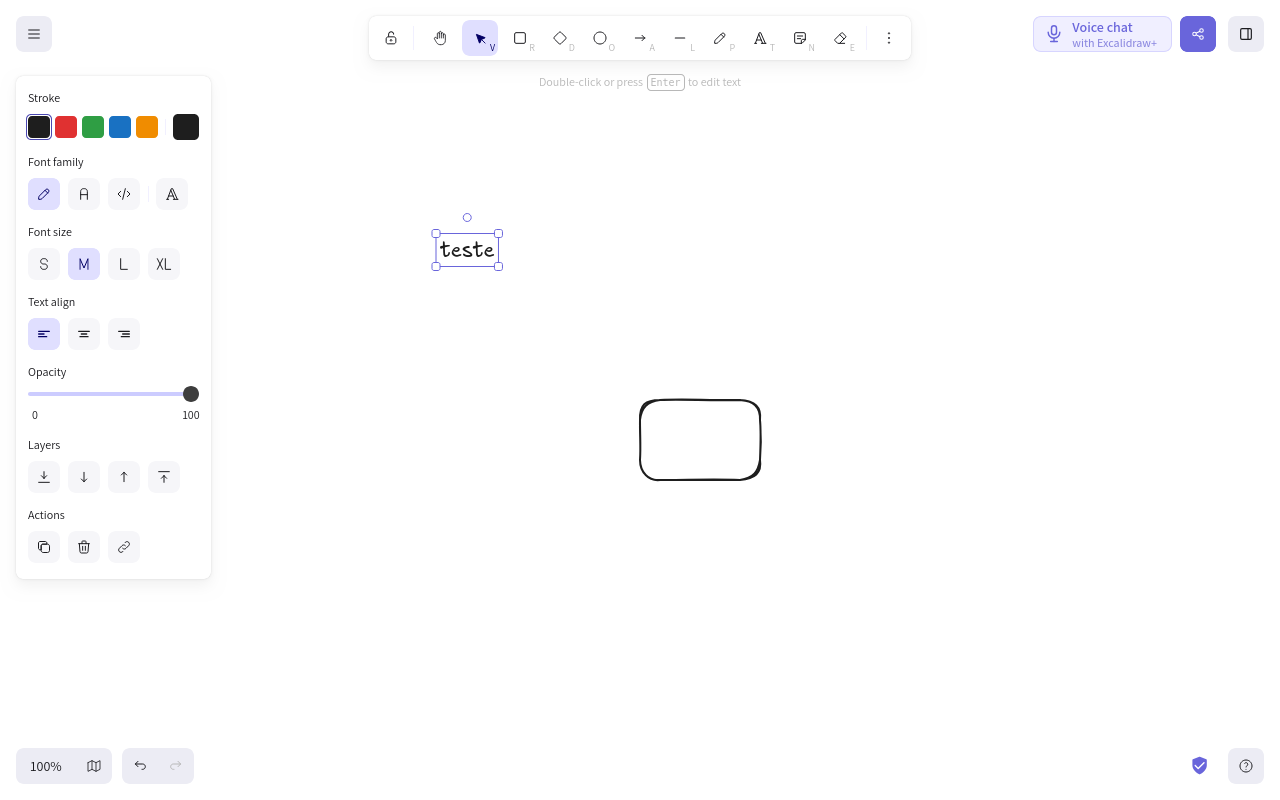 V
R
D
O
A
L
P
T
N
E
Voice chat
with Excalidraw+
Double-click or press Enter to edit text
Stroke
Font family
Font size
S M L XL
Text align
Opacity
0 100
Layers
Actions
teste
100%